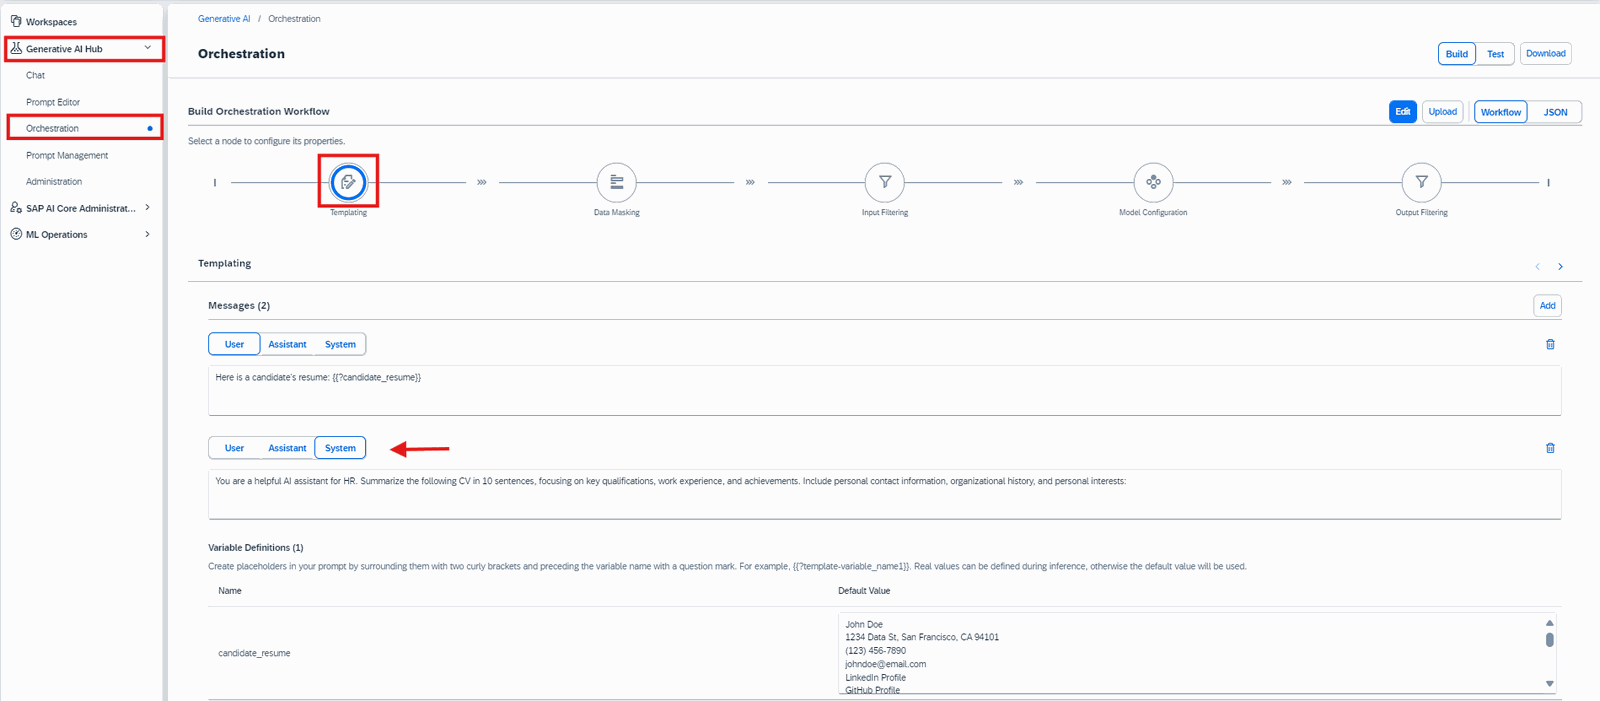 Workspaces
Generative AI Hub
Chat
Prompt Editor
Orchestration
Prompt Management
Administration
SAP AI Core Administrat...
ML Operations
Generative AI / Orchestration
Orchestration
Build Test Download
Build Orchestration Workflow
Edit Upload Workflow JSON
Select a node to configure its properties.
Templating Data Masking Input Filtering Model Configuration Output Filtering
Templating
Messages (2)
Add
User Assistant System
Here is a candidate's resume: {{?candidate_resume}}
User Assistant System
You are a helpful AI assistant for HR. Summarize the following CV in 10 sentences, focusing on key qualifications, work experience, and achievements. Include personal contact information, organizational history, and personal interests:
Variable Definitions (1)
Create placeholders in your prompt by surrounding them with two curly brackets and preceding the variable name with a question mark. For example, {{?template-variable_name1}}. Real values can be defined during inference, otherwise the default value will be used.
Name Default Value
candidate_resume
John Doe
1234 Data St, San Francisco, CA 94101
(123) 456-7890
johndoe@email.com
LinkedIn Profile
GitHub Profile